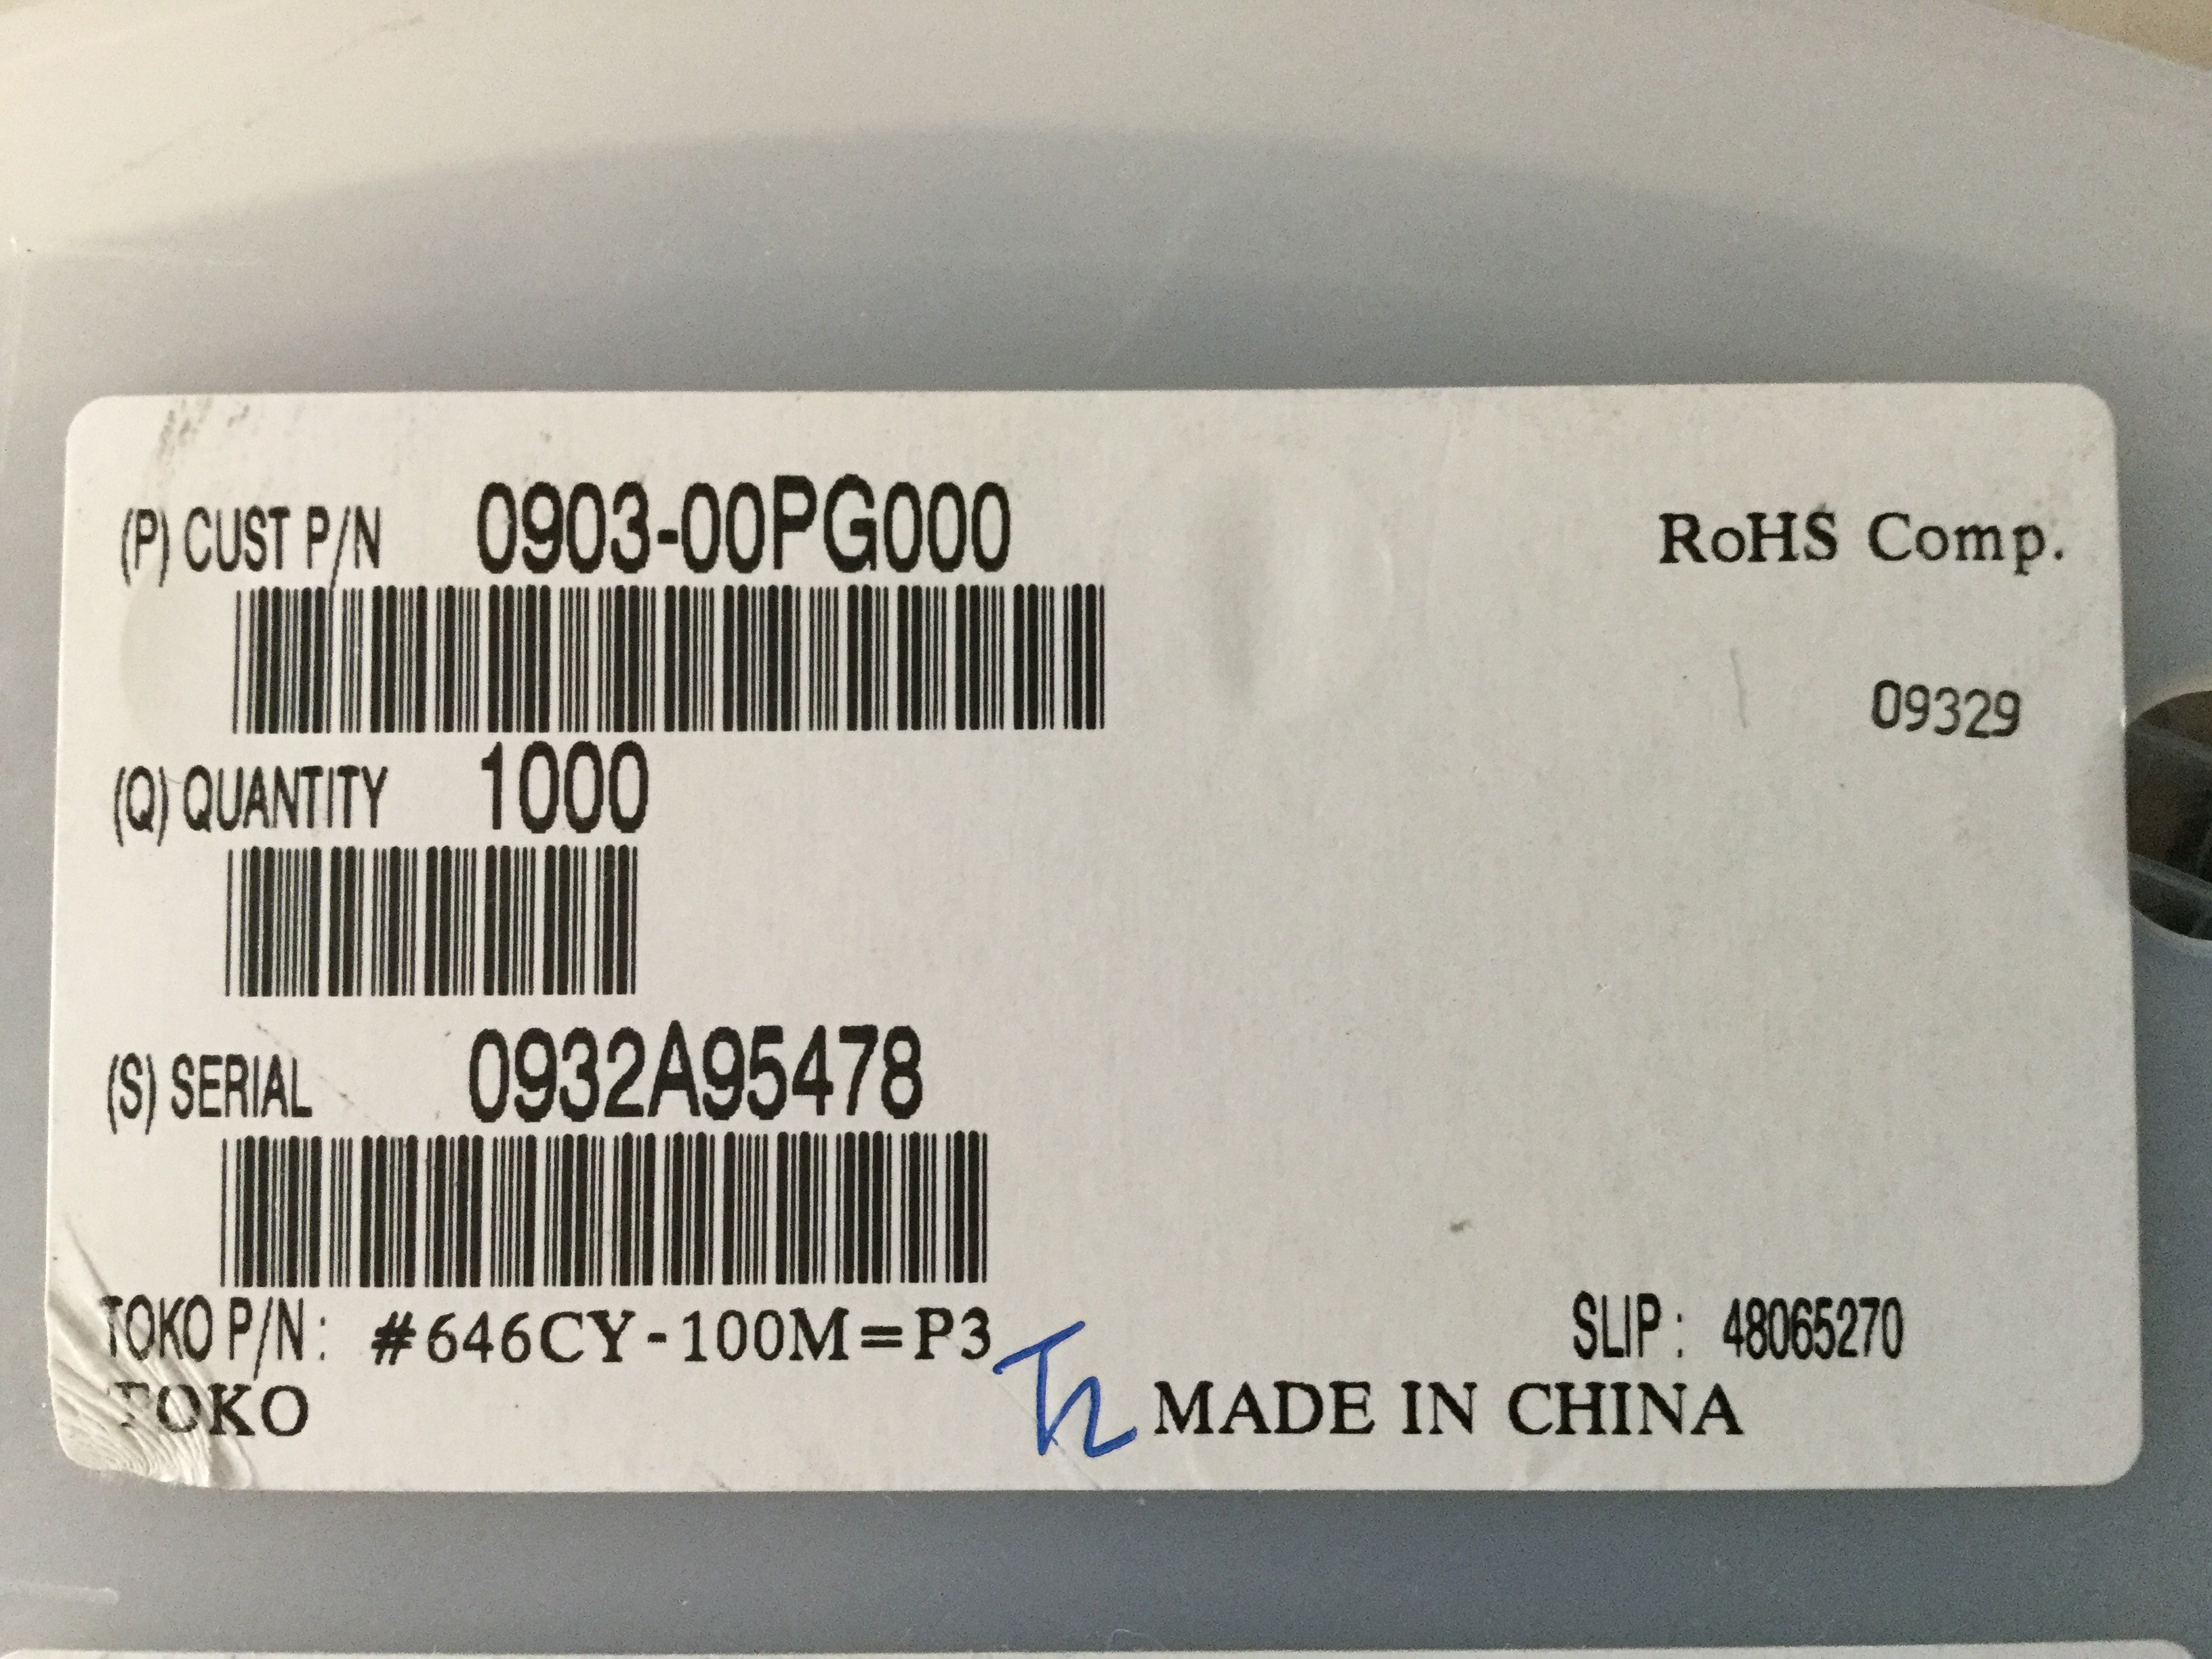 (P) CUST P/N 0903-00PG000
RoHS Comp.
09329
(Q) QUANTITY 1000
(S) SERIAL 0932A95478
TOKO P/N: #646CY-100M=P3
SLIP: 48065270
TOKO
MADE IN CHINA